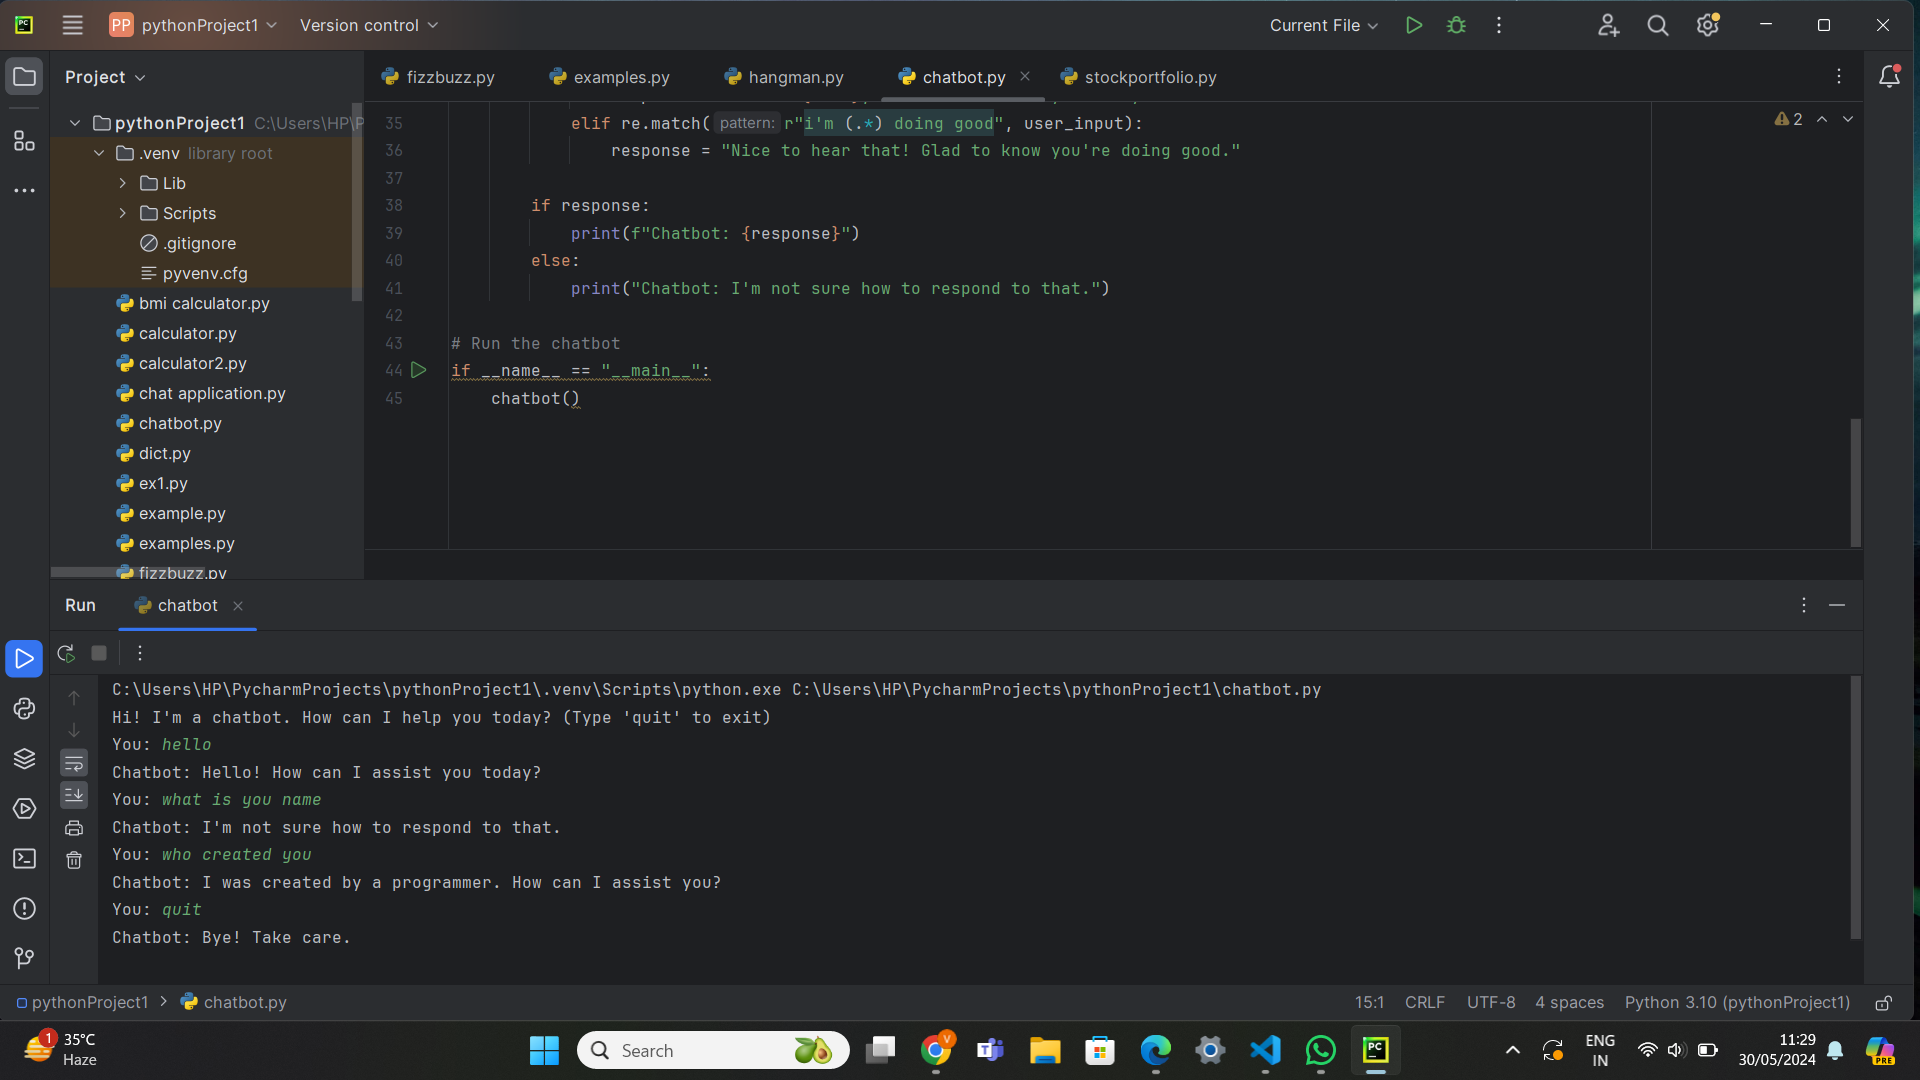 PP pythonProject1 Version control Current File
Project
fizzbuzz.py examples.py hangman.py chatbot.py stockportfolio.py
pythonProject1 C:\Users\HP\P
.venv library root
Lib
Scripts
.gitignore
pyvenv.cfg
bmi calculator.py
calculator.py
calculator2.py
chat application.py
chatbot.py
dict.py
ex1.py
example.py
examples.py
fizzbuzz.py
35 elif re.match( pattern: r"i'm (.*) doing good", user_input):
36 response = "Nice to hear that! Glad to know you're doing good."
37
38 if response:
39 print(f"Chatbot: {response}")
40 else:
41 print("Chatbot: I'm not sure how to respond to that.")
42
43 # Run the chatbot
44 if __name__ == "__main__":
45 chatbot()
2
Run chatbot
C:\Users\HP\PycharmProjects\pythonProject1\.venv\Scripts\python.exe C:\Users\HP\PycharmProjects\pythonProject1\chatbot.py
Hi! I'm a chatbot. How can I help you today? (Type 'quit' to exit)
You: hello
Chatbot: Hello! How can I assist you today?
You: what is you name
Chatbot: I'm not sure how to respond to that.
You: who created you
Chatbot: I was created by a programmer. How can I assist you?
You: quit
Chatbot: Bye! Take care.
pythonProject1 > chatbot.py 15:1 CRLF UTF-8 4 spaces Python 3.10 (pythonProject1)
1 35°C
Haze
Search
V
PC
ENG
IN
11:29
30/05/2024
PRE